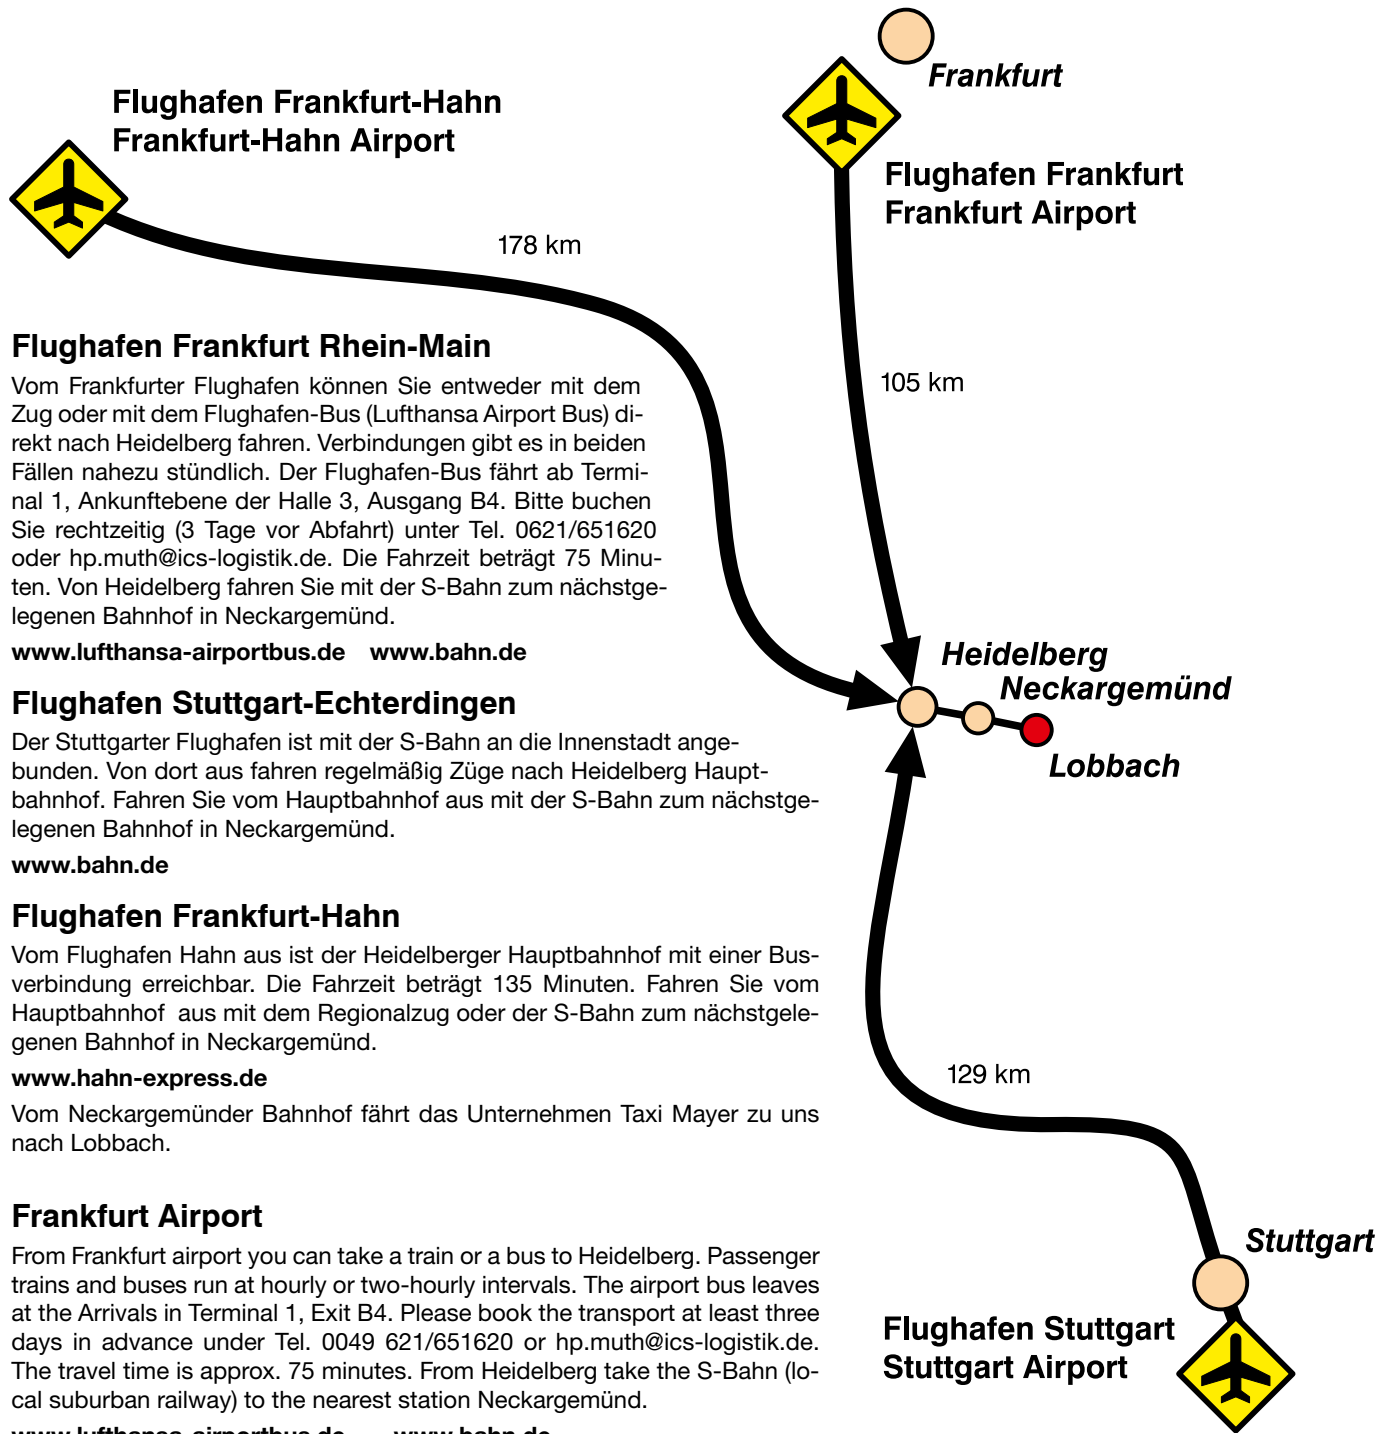 Frankfurt
Flughafen Frankfurt-Hahn
Frankfurt-Hahn Airport
Flughafen Frankfurt
Frankfurt Airport
178 km
105 km
Flughafen Frankfurt Rhein-Main
Vom Frankfurter Flughafen können Sie entweder mit dem
Zug oder mit dem Flughafen-Bus (Lufthansa Airport Bus) di-
rekt nach Heidelberg fahren. Verbindungen gibt es in beiden
Fällen nahezu stündlich. Der Flughafen-Bus fährt ab Termi-
nal 1, Ankunftebene der Halle 3, Ausgang B4. Bitte buchen
Sie rechtzeitig (3 Tage vor Abfahrt) unter Tel. 0621/651620
oder hp.muth@ics-logistik.de. Die Fahrzeit beträgt 75 Minu-
ten. Von Heidelberg fahren Sie mit der S-Bahn zum nächstge-
legenen Bahnhof in Neckargemünd.
www.lufthansa-airportbus.de www.bahn.de
Heidelberg
Neckargemünd
Lobbach
Flughafen Stuttgart-Echterdingen
Der Stuttgarter Flughafen ist mit der S-Bahn an die Innenstadt ange-
bunden. Von dort aus fahren regelmäßig Züge nach Heidelberg Haupt-
bahnhof. Fahren Sie vom Hauptbahnhof aus mit der S-Bahn zum nächstge-
legenen Bahnhof in Neckargemünd.
www.bahn.de
Flughafen Frankfurt-Hahn
Vom Flughafen Hahn aus ist der Heidelberger Hauptbahnhof mit einer Bus-
verbindung erreichbar. Die Fahrzeit beträgt 135 Minuten. Fahren Sie vom
Hauptbahnhof aus mit dem Regionalzug oder der S-Bahn zum nächstgele-
genen Bahnhof in Neckargemünd.
www.hahn-express.de
Vom Neckargemünder Bahnhof fährt das Unternehmen Taxi Mayer zu uns
nach Lobbach.
129 km
Stuttgart
Flughafen Stuttgart
Stuttgart Airport
Frankfurt Airport
From Frankfurt airport you can take a train or a bus to Heidelberg. Passenger
trains and buses run at hourly or two-hourly intervals. The airport bus leaves
at the Arrivals in Terminal 1, Exit B4. Please book the transport at least three
days in advance under Tel. 0049 621/651620 or hp.muth@ics-logistik.de.
The travel time is approx. 75 minutes. From Heidelberg take the S-Bahn (lo-
cal suburban railway) to the nearest station Neckargemünd.
www.lufthansa-airportbus.de www.bahn.de